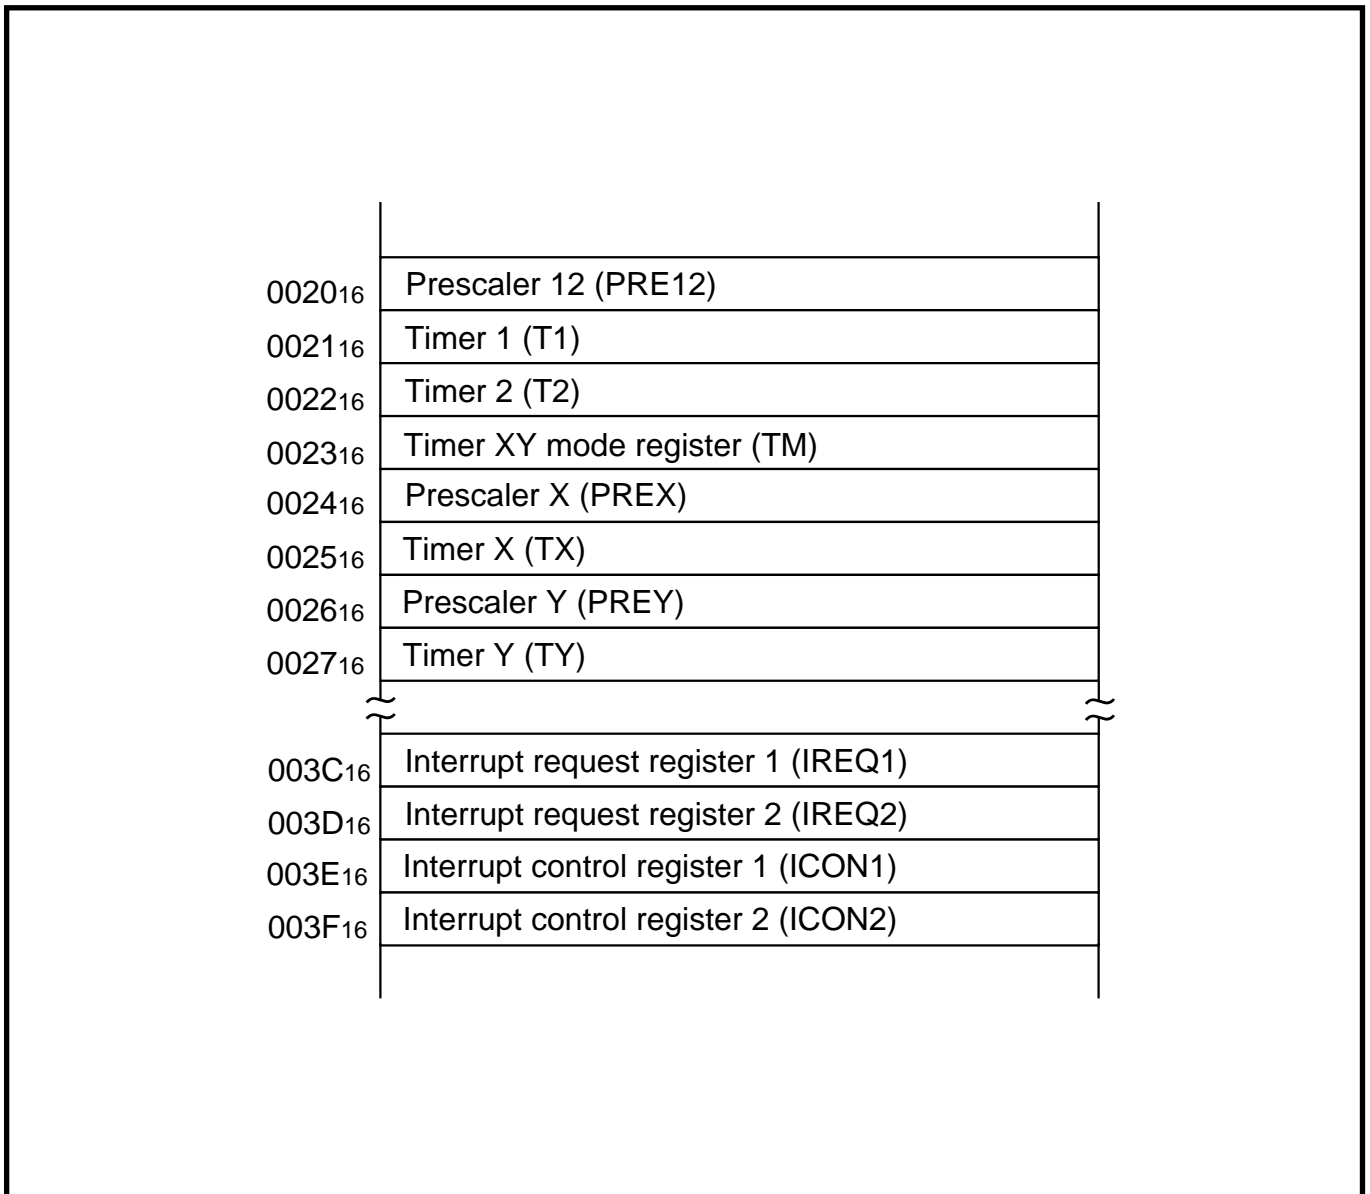 0020₁₆ Prescaler 12 (PRE12)
0021₁₆ Timer 1 (T1)
0022₁₆ Timer 2 (T2)
0023₁₆ Timer XY mode register (TM)
0024₁₆ Prescaler X (PREX)
0025₁₆ Timer X (TX)
0026₁₆ Prescaler Y (PREY)
0027₁₆ Timer Y (TY)
003C₁₆ Interrupt request register 1 (IREQ1)
003D₁₆ Interrupt request register 2 (IREQ2)
003E₁₆ Interrupt control register 1 (ICON1)
003F₁₆ Interrupt control register 2 (ICON2)